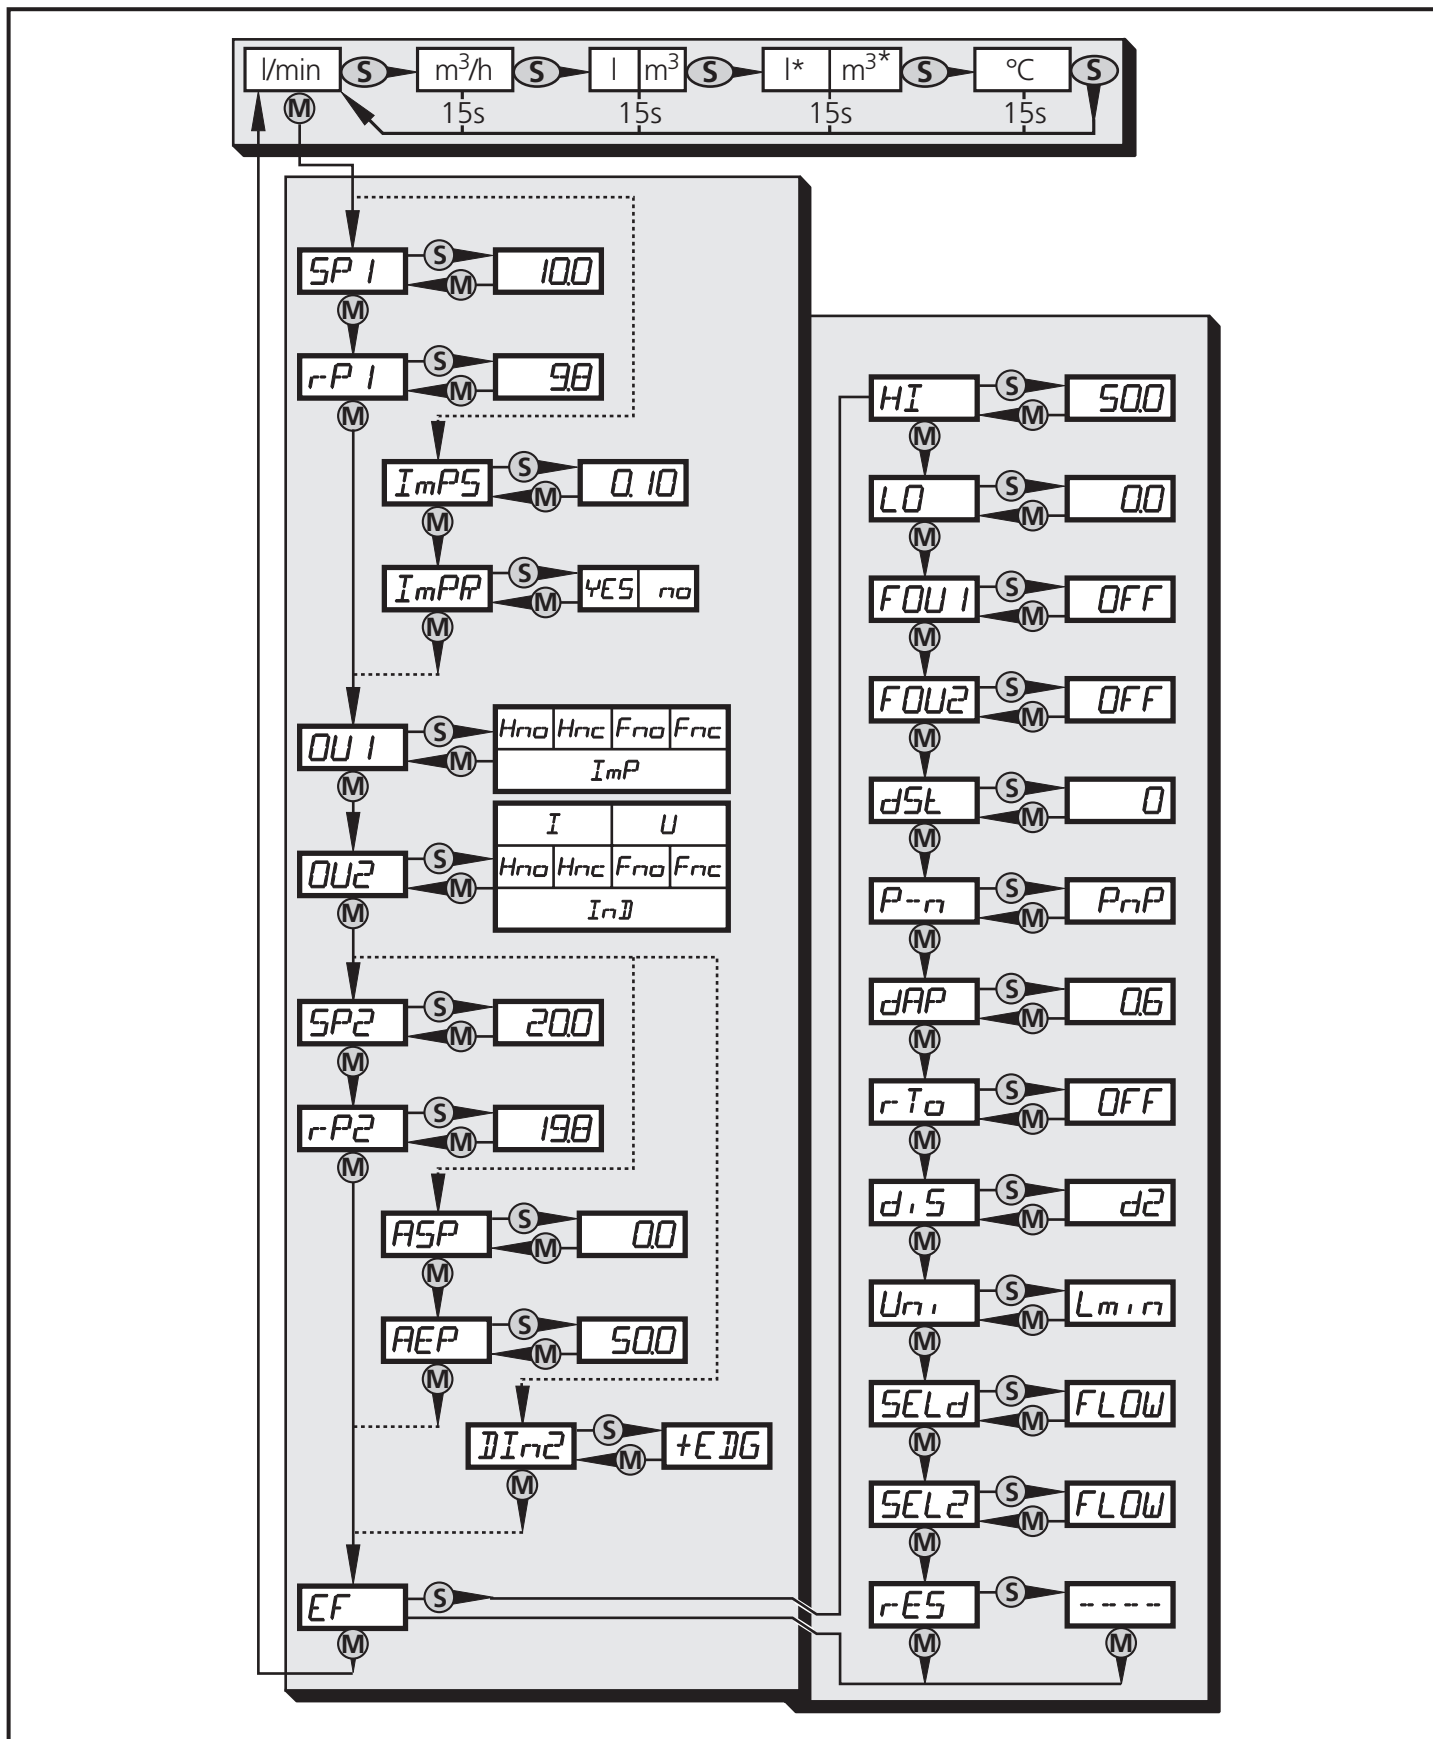 l/min S m³/h S l m³ S l* m³* S °C S
M 15s 15s 15s 15s
SP1 S 10.0
M
M
rP1 S 9.8
M
M
ImPS S 0.10
M
M
ImPR S YES no
M
M
OU1 S Hno Hnc Fno Fnc
M ImP
M
OU2 S I U
M Hno Hnc Fno Fnc
M InD
SP2 S 20.0
M
M
rP2 S 19.8
M
M
ASP S 0.0
M
M
AEP S 50.0
M
M
DIn2 S +EDG
M
M
EF S
M
HI S 50.0
M
M
LO S 0.0
M
M
FOU1 S OFF
M
M
FOU2 S OFF
M
M
dSt S 0
M
M
P-n S PnP
M
M
dAP S 0.6
M
M
rTo S OFF
M
M
diS S d2
M
M
Uni S Lmin
M
M
SELd S FLOW
M
M
SEL2 S FLOW
M
M
rES S ----
M M